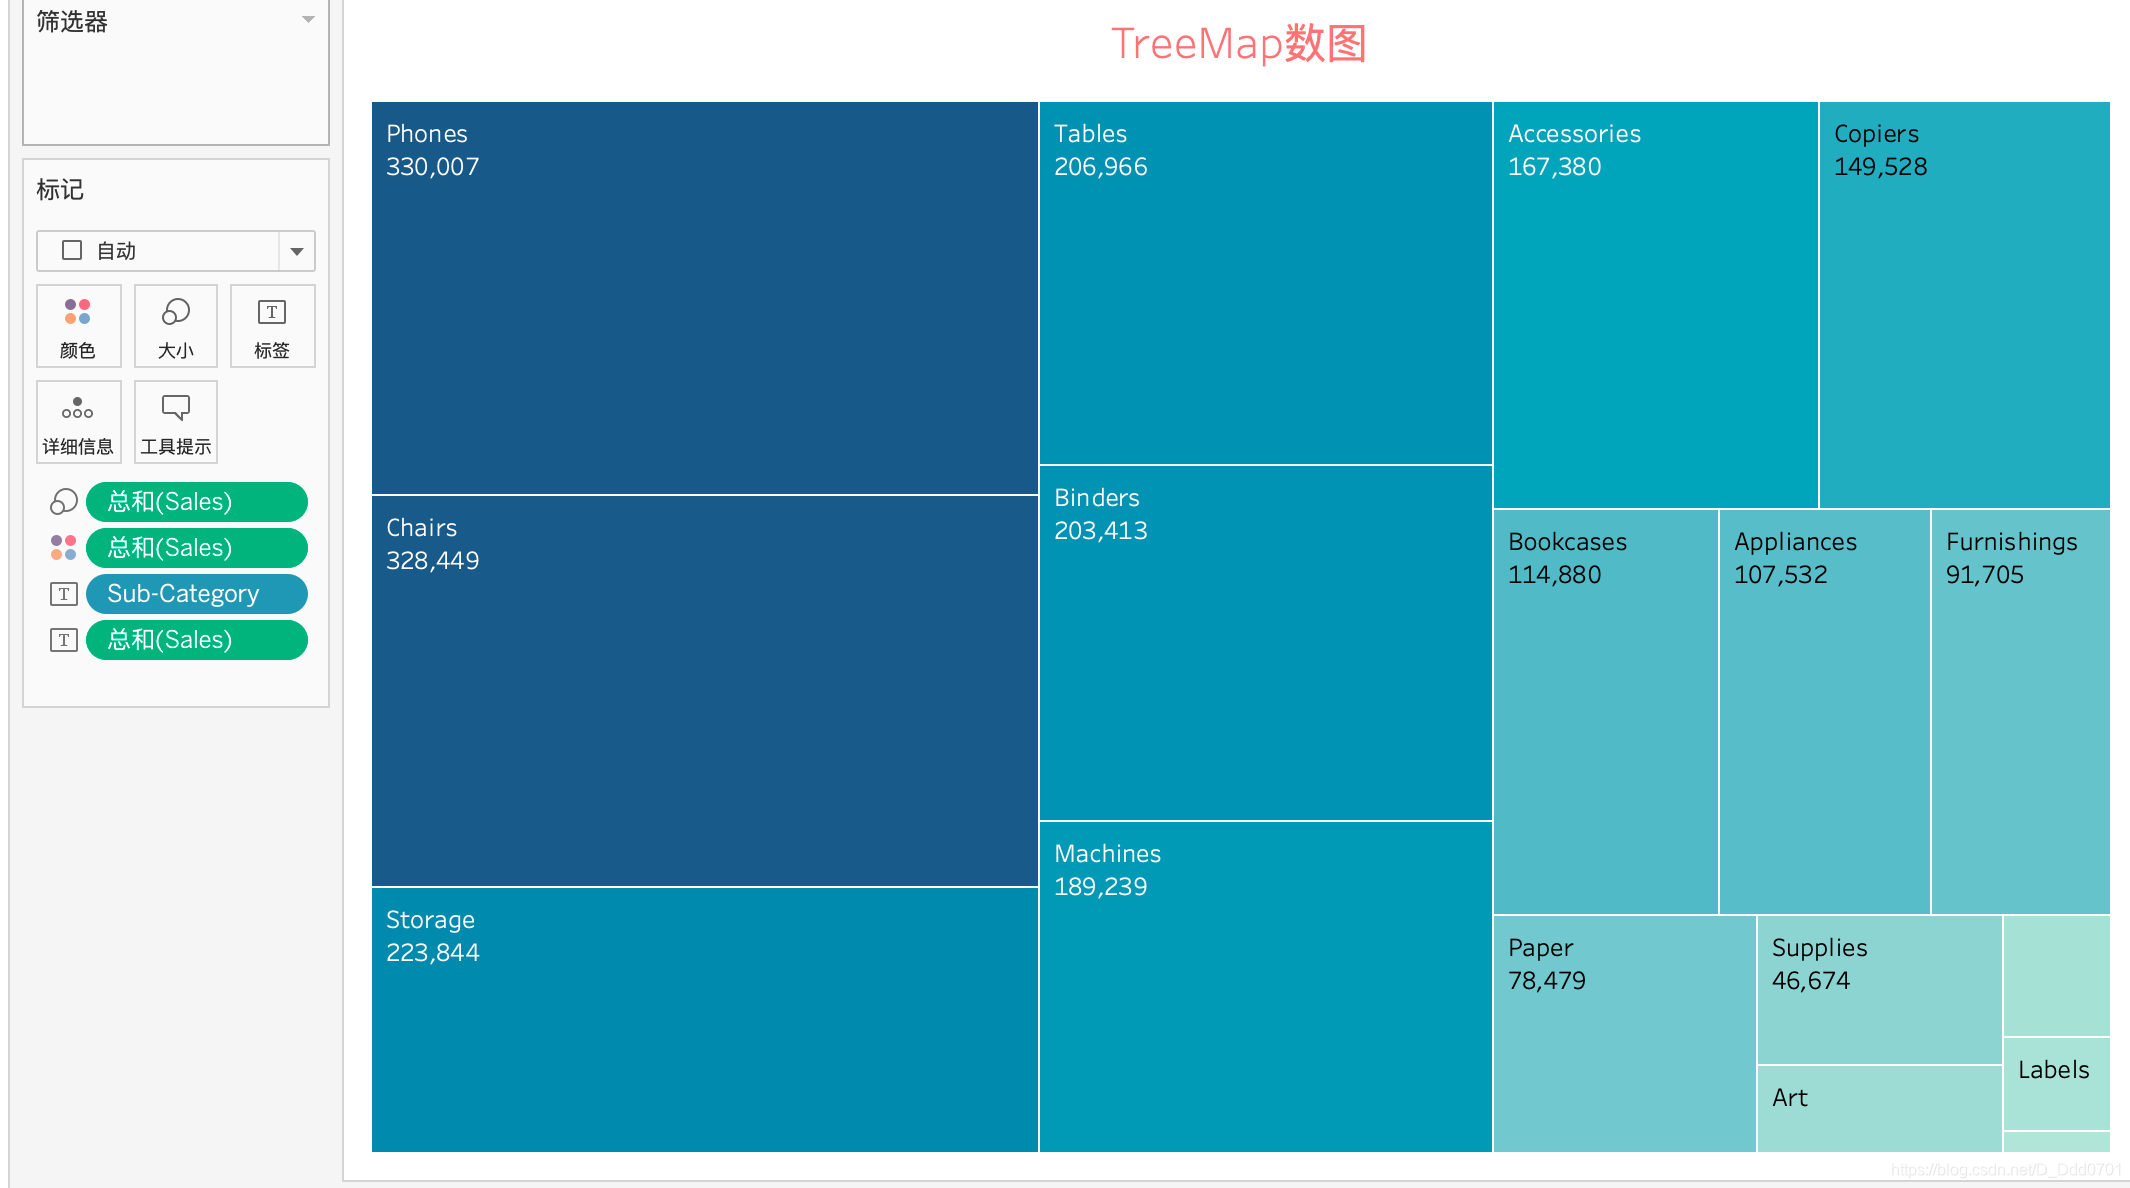 筛选器
标记
自动
颜色
大小
标签
详细信息
工具提示
总和(Sales)
总和(Sales)
T
Sub-Category
T
总和(Sales)
TreeMap数图
Phones
330,007
Chairs
328,449
Storage
223,844
Tables
206,966
Binders
203,413
Machines
189,239
Accessories
167,380
Copiers
149,528
Bookcases
114,880
Appliances
107,532
Furnishings
91,705
Paper
78,479
Supplies
46,674
Art
Labels
https://blog.csdn.net/D_Ddd0701